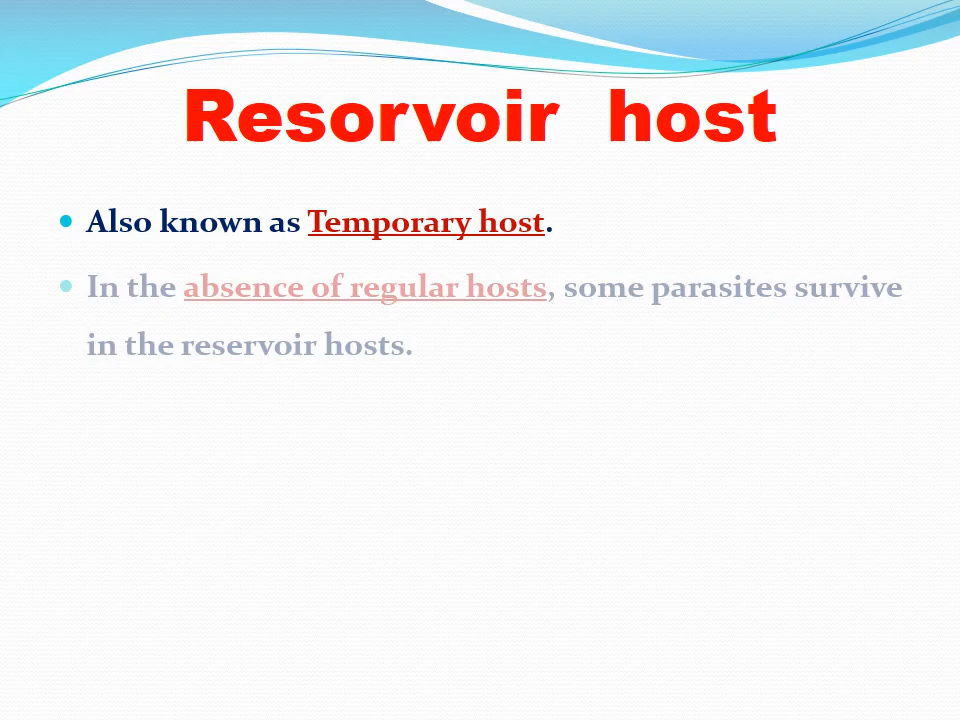 Resorvoir host
Also known as Temporary host.
In the absence of regular hosts, some parasites survive
in the reservoir hosts.